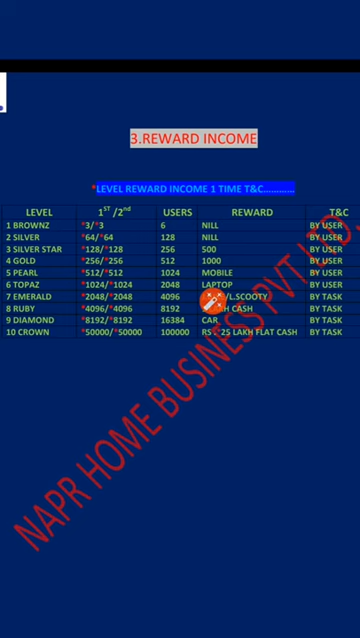 3.REWARD INCOME
*LEVEL REWARD INCOME 1 TIME T&C............
LEVEL 1ST /2nd USERS REWARD T&C
1 BROWNZ *3/*3 6 NILL BY USER
2 SILVER *64/*64 128 NILL BY USER
3 SILVER STAR *128/*128 256 500 BY USER
4 GOLD *256/*256 512 1000 BY USER
5 PEARL *512/*512 1024 MOBILE BY USER
6 TOPAZ *1024/*1024 2048 LAPTOP BY USER
7 EMERALD *2048/*2048 4096 /L.SCOOTY BY TASK
8 RUBY *4096/*4096 8192 CASH BY TASK
9 DIAMOND *8192/*8192 16384 CAR BY TASK
10 CROWN *50000/*50000 100000 RS 25 LAKH FLAT CASH BY TASK
NAPR HOME BUSINESS PVT LTD.